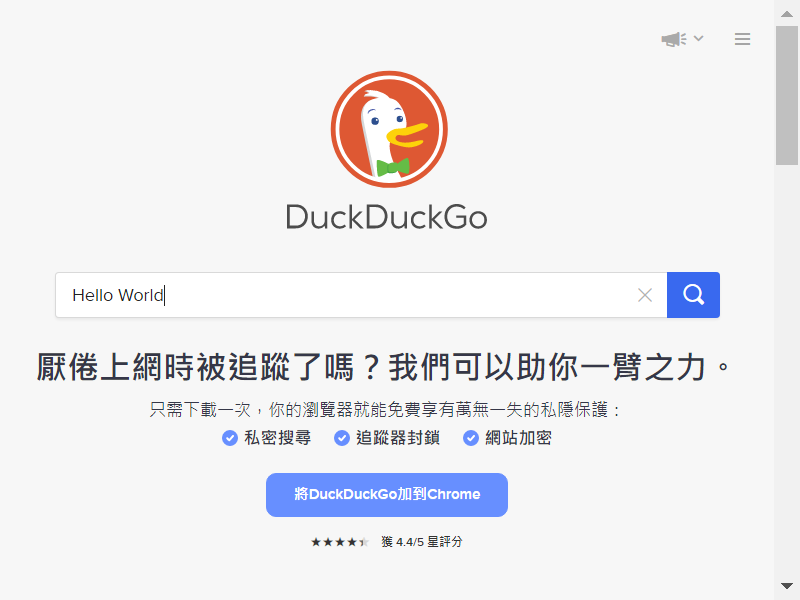 DuckDuckGo
Hello World
厭倦上網時被追蹤了嗎？我們可以助你一臂之力。
只需下載一次，你的瀏覽器就能免費享有萬無一失的私隱保護：
私密搜尋 追蹤器封鎖 網站加密
將DuckDuckGo加到Chrome
獲 4.4/5 星評分